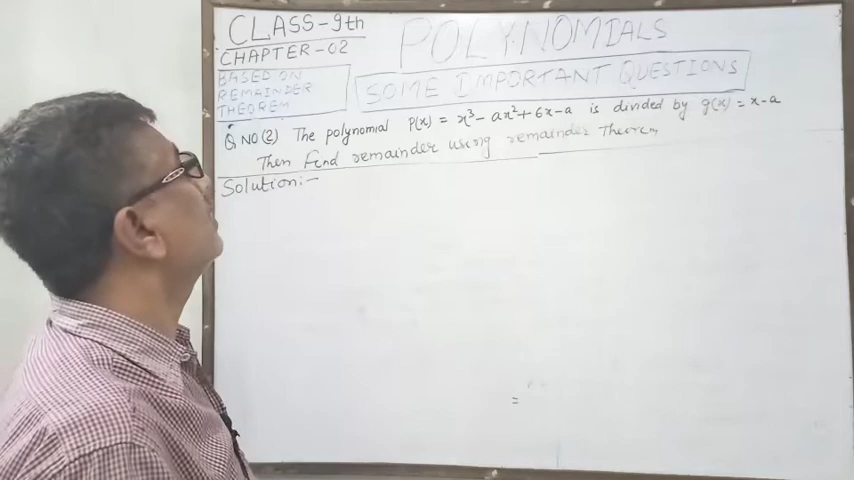 CLASS-9th
CHAPTER-02
POLYNOMIALS
BASED ON
REMAINDER
THEOREM
SOME IMPORTANT QUESTIONS
Q NO(2) The polynomial P(x) = x³ - ax² + 6x - a is divided by g(x) = x-a
Then find remainder using remainder Theorem
Solution:-
=